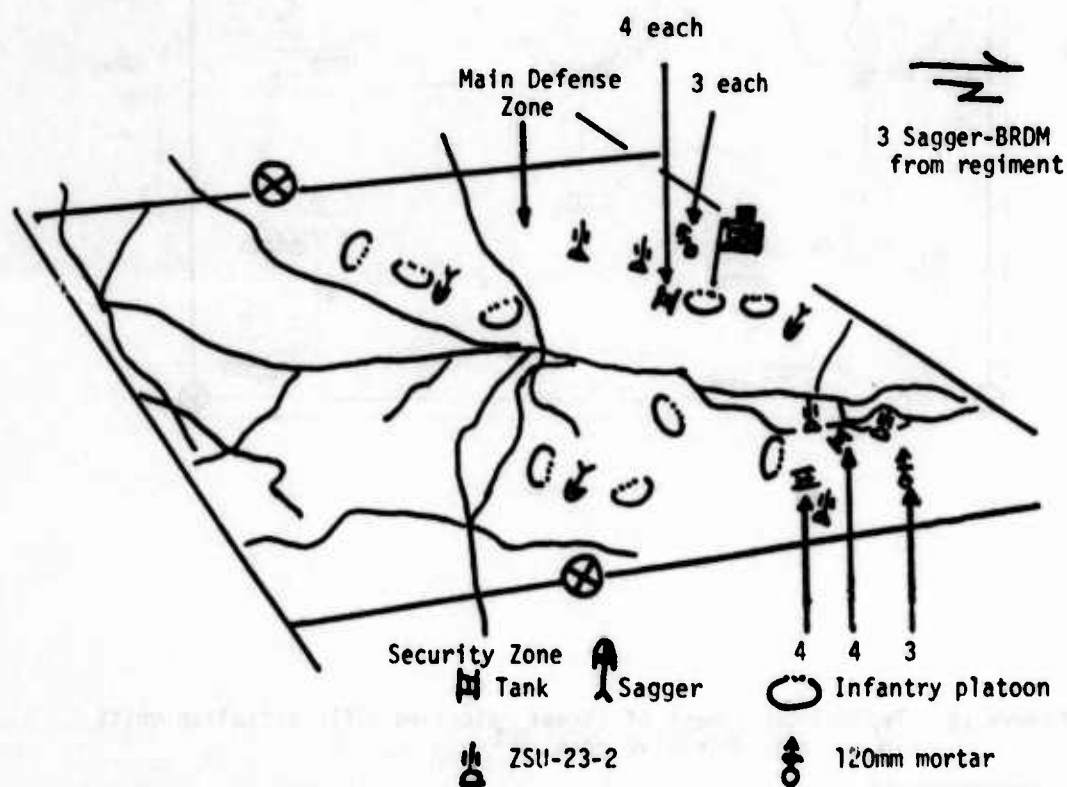 4 each
Main Defense
Zone
3 each
3 Sagger-BRDM
from regiment
4 4 3
Security Zone
Tank Sagger Infantry platoon
ZSU-23-2 120mm mortar